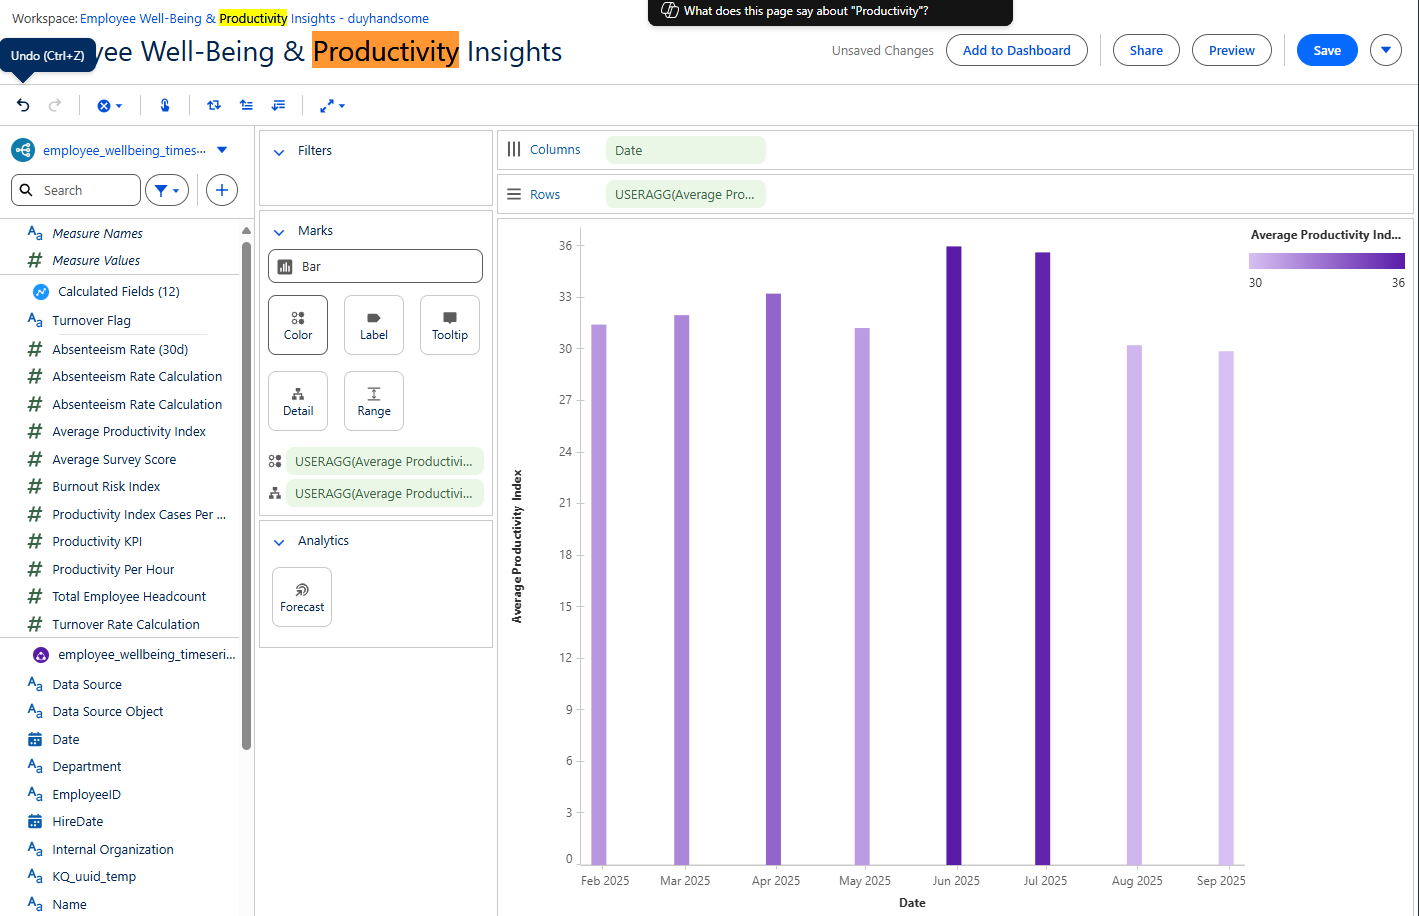 Workspace: Employee Well-Being & Productivity Insights - duyhandsome
What does this page say about "Productivity"?
Undo (Ctrl+Z)
ee Well-Being & Productivity Insights
Unsaved Changes
Add to Dashboard
Share
Preview
Save
employee_wellbeing_times...
Search
Measure Names
Measure Values
Calculated Fields (12)
Turnover Flag
Absenteeism Rate (30d)
Absenteeism Rate Calculation
Absenteeism Rate Calculation
Average Productivity Index
Average Survey Score
Burnout Risk Index
Productivity Index Cases Per ...
Productivity KPI
Productivity Per Hour
Total Employee Headcount
Turnover Rate Calculation
employee_wellbeing_timeseri...
Data Source
Data Source Object
Date
Department
EmployeeID
HireDate
Internal Organization
KQ_uuid_temp
Name
Filters
Marks
Bar
Color
Label
Tooltip
Detail
Range
USERAGG(Average Productivi...
USERAGG(Average Productivi...
Analytics
Forecast
Columns
Date
Rows
USERAGG(Average Pro...
Average Productivity Ind...
30 36
Average Productivity Index
36
33
30
27
24
21
18
15
12
9
6
3
0
Feb 2025 Mar 2025 Apr 2025 May 2025 Jun 2025 Jul 2025 Aug 2025 Sep 2025
Date